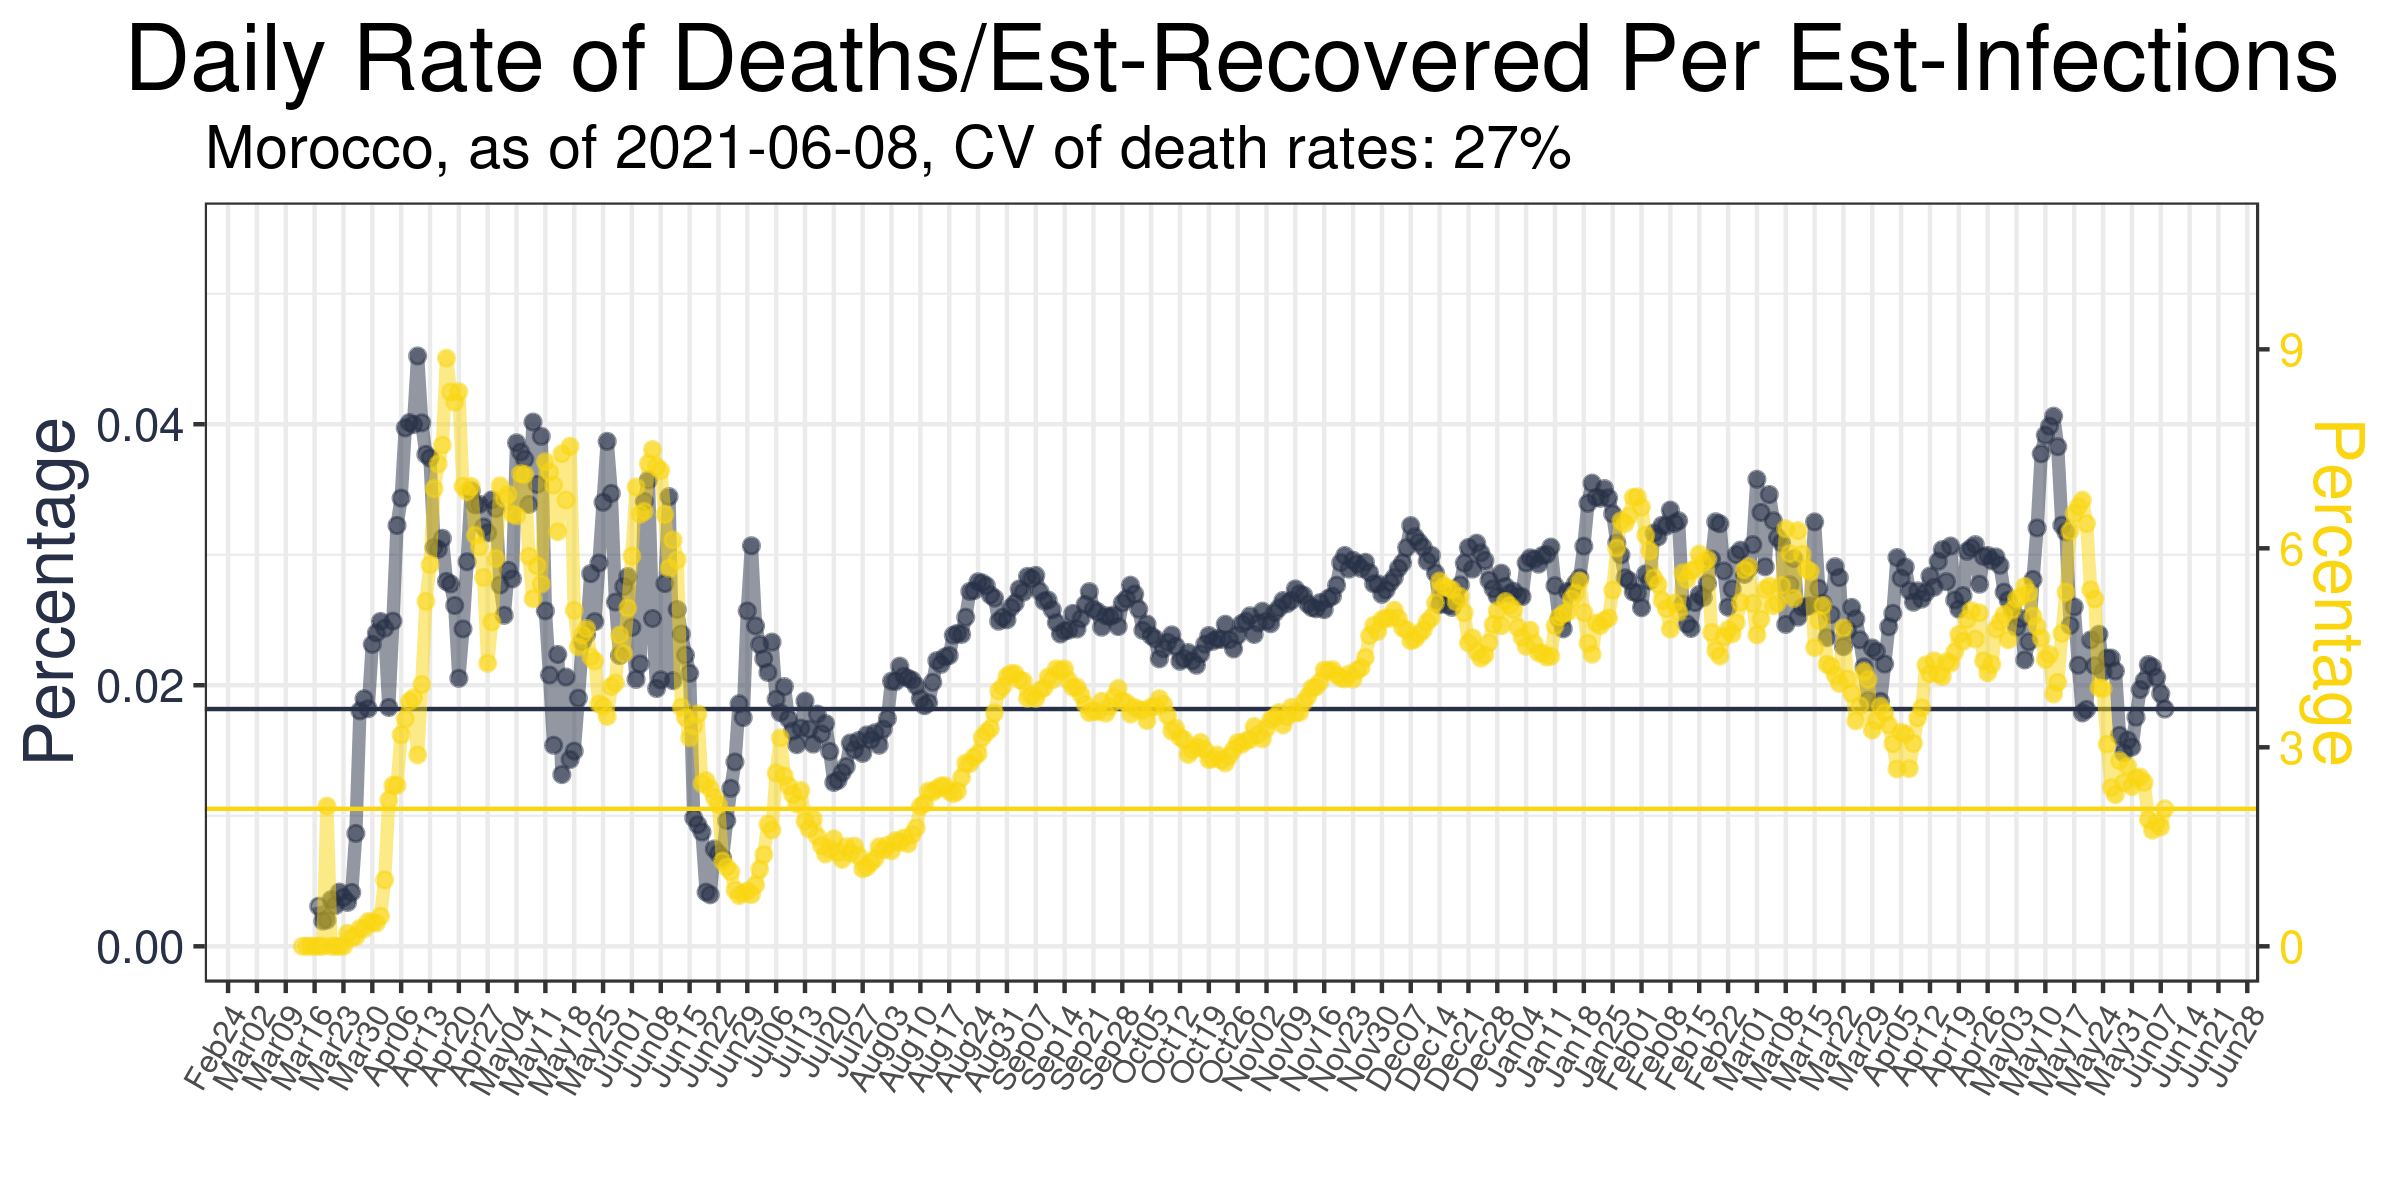 Daily Rate of Deaths/Est-Recovered Per Est-Infections
Morocco, as of 2021-06-08, CV of death rates: 27%
Percentage
0.04
0.02
0.00
9
6
3
0
Percentage
Feb24
Mar02
Mar09
Mar16
Mar23
Mar30
Apr06
Apr13
Apr20
Apr27
May04
May11
May18
May25
Jun01
Jun08
Jun15
Jun22
Jun29
Jul06
Jul13
Jul20
Jul27
Aug03
Aug10
Aug17
Aug24
Aug31
Sep07
Sep14
Sep21
Sep28
Oct05
Oct12
Oct19
Oct26
Nov02
Nov09
Nov16
Nov23
Nov30
Dec07
Dec14
Dec21
Dec28
Jan04
Jan11
Jan18
Jan25
Feb01
Feb08
Feb15
Feb22
Mar01
Mar08
Mar15
Mar22
Mar29
Apr05
Apr12
Apr19
Apr26
May03
May10
May17
May24
May31
Jun07
Jun14
Jun21
Jun28